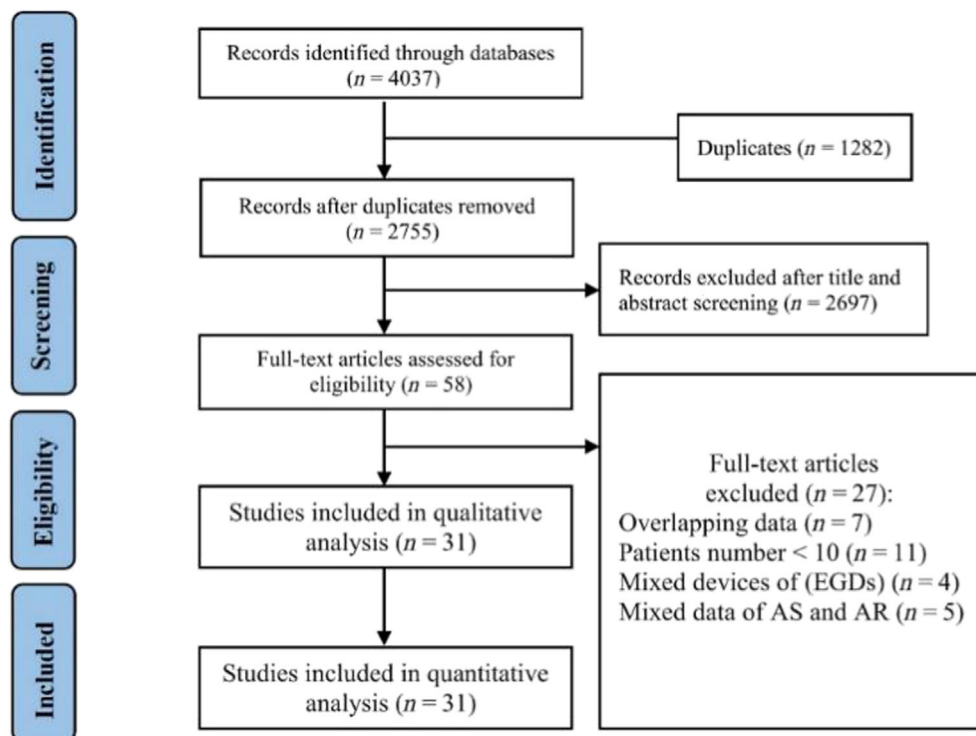 Identification
Records identified through databases
(n = 4037)
Duplicates (n = 1282)
Records after duplicates removed
(n = 2755)
Screening
Records excluded after title and
abstract screening (n = 2697)
Full-text articles assessed for
eligibility (n = 58)
Eligibility
Full-text articles
excluded (n = 27):
Overlapping data (n = 7)
Patients number < 10 (n = 11)
Mixed devices of (EGDs) (n = 4)
Mixed data of AS and AR (n = 5)
Studies included in qualitative
analysis (n = 31)
Included
Studies included in quantitative
analysis (n = 31)